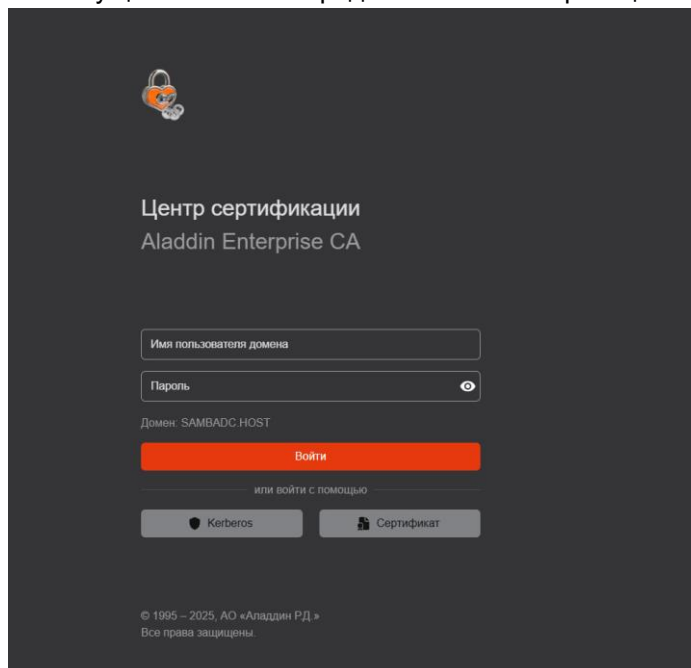 Центр сертификации
Aladdin Enterprise CA
Имя пользователя домена
Пароль
Домен: SAMBADC.HOST
Войти
или войти с помощью
Kerberos
Сертификат
© 1995 – 2025, АО «Аладдин РД.»
Все права защищены.